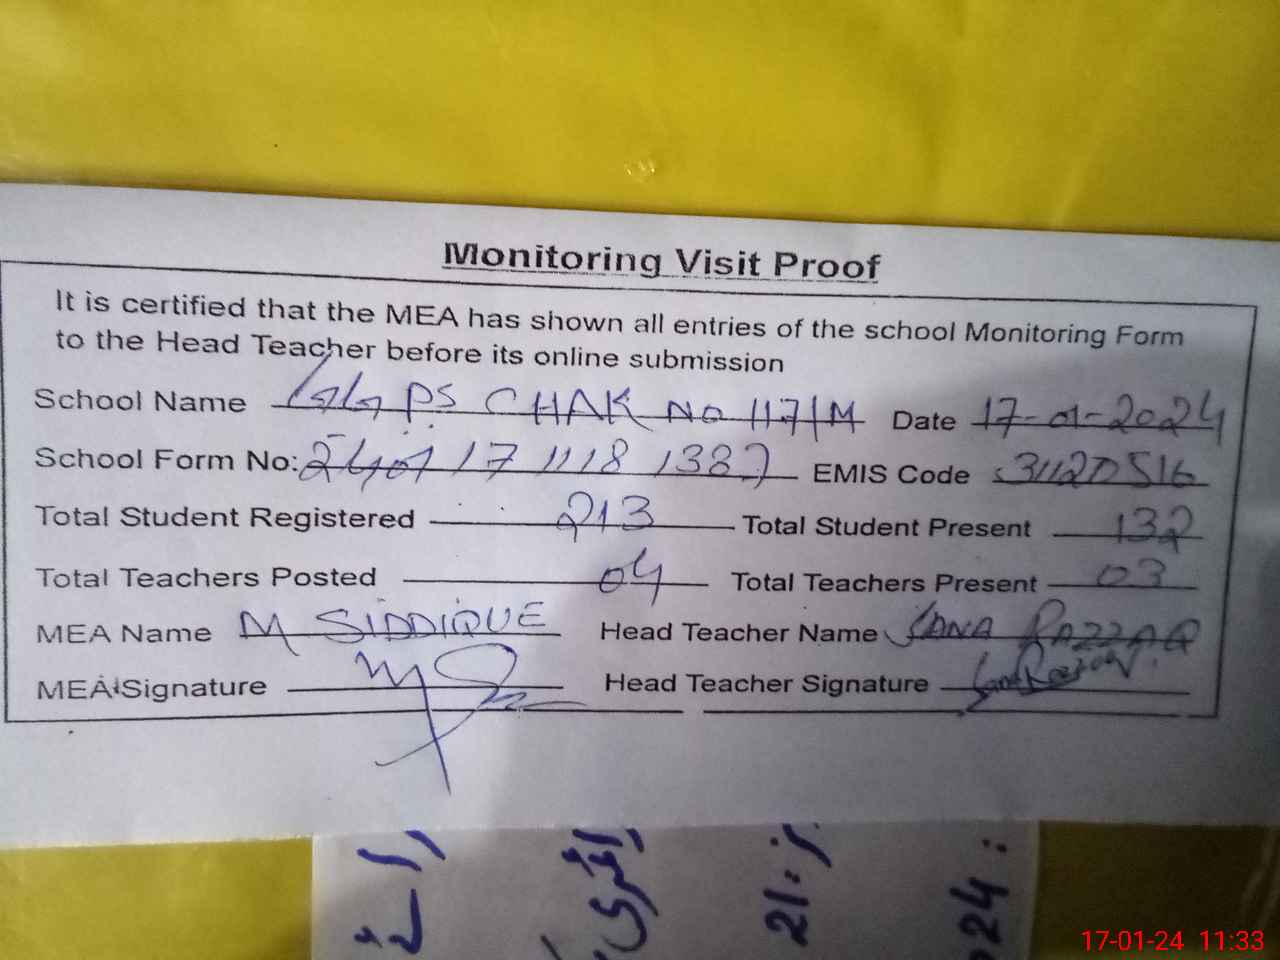 Monitoring Visit Proof
It is certified that the MEA has shown all entries of the school Monitoring Form
to the Head Teacher before its online submission
School Name GGPS CHAK NO 117/M Date 17-01-2024
School Form No: 2401171118138 EMIS Code 31120516
Total Student Registered 213 Total Student Present 132
Total Teachers Posted 04 Total Teachers Present 03
MEA Name M SIDDIQUE Head Teacher Name SANA RAZZAQ
MEA Signature Head Teacher Signature
21
024:
17-01-24 11:33